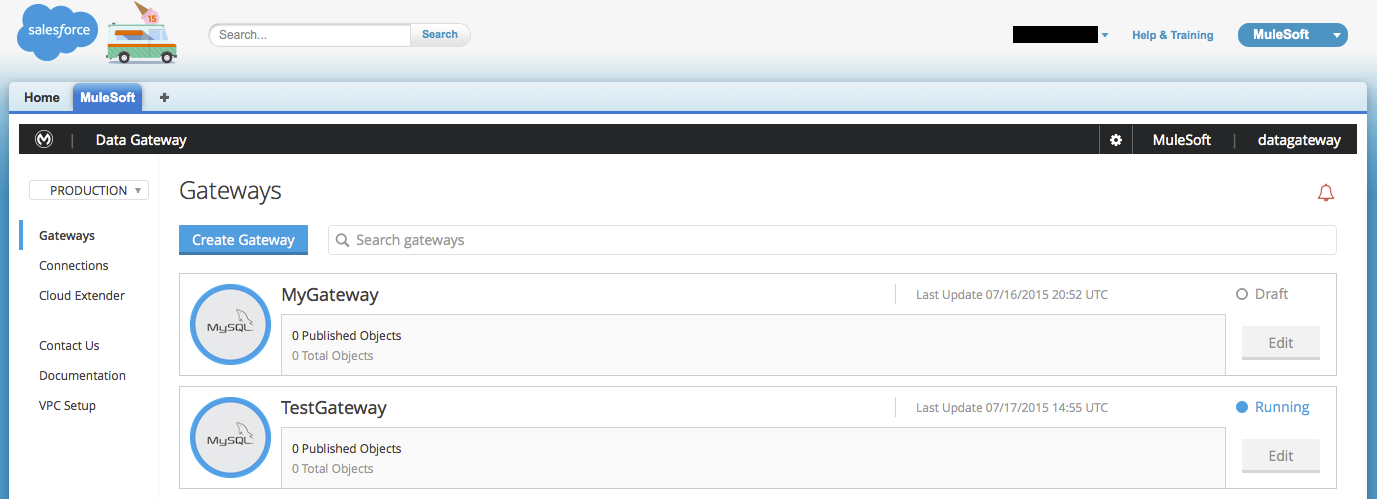 salesforce
15
Search...
Search
Help & Training
MuleSoft
Home
MuleSoft
+
Data Gateway
MuleSoft
datagateway
PRODUCTION
Gateways
Connections
Cloud Extender
Contact Us
Documentation
VPC Setup
Gateways
Create Gateway
Search gateways
MySQL
MyGateway
Last Update 07/16/2015 20:52 UTC
Draft
0 Published Objects
0 Total Objects
Edit
MySQL
TestGateway
Last Update 07/17/2015 14:55 UTC
Running
0 Published Objects
0 Total Objects
Edit